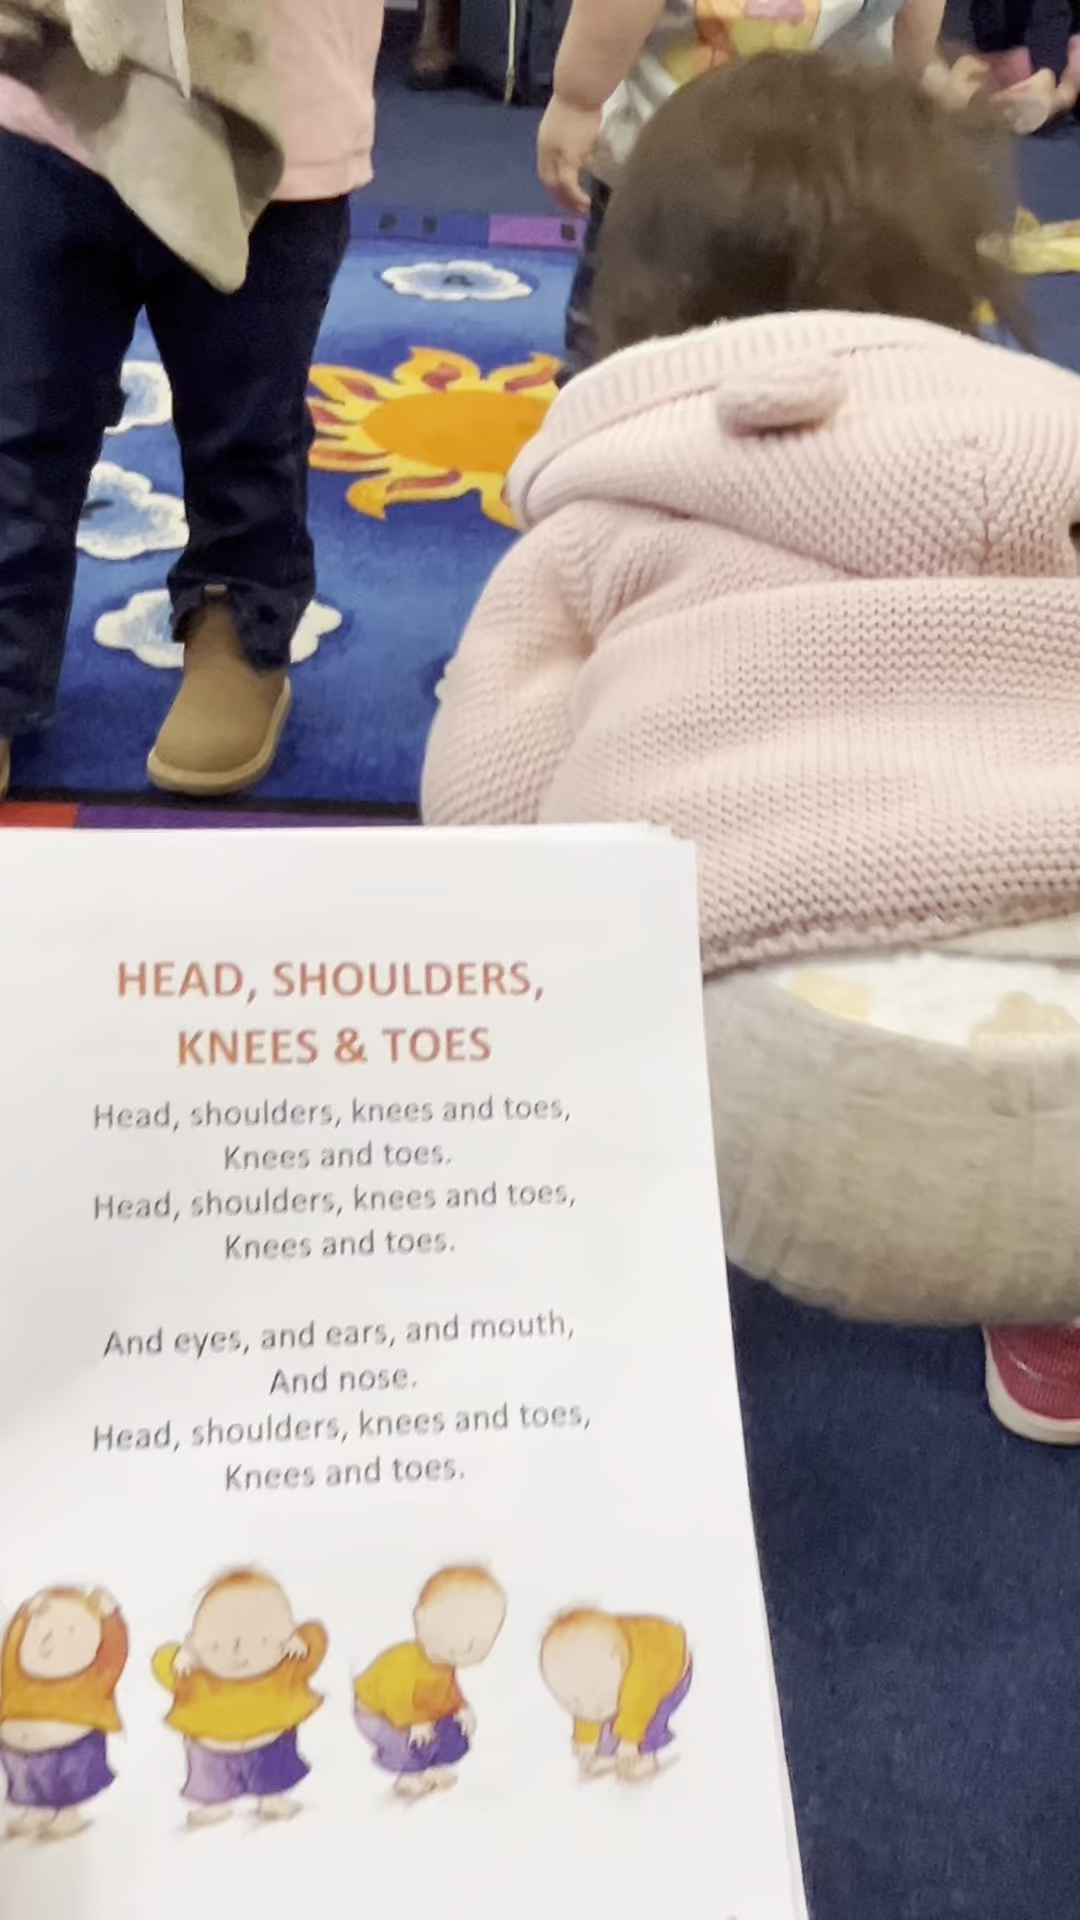 HEAD, SHOULDERS,
KNEES & TOES
Head, shoulders, knees and toes,
Knees and toes.
Head, shoulders, knees and toes,
Knees and toes.
And eyes, and ears, and mouth,
And nose.
Head, shoulders, knees and toes,
Knees and toes.